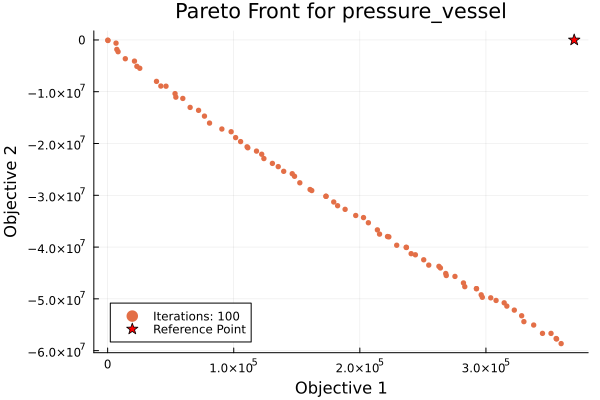 Pareto Front for pressure_vessel
Objective 2
0
−1.0×10⁷
−2.0×10⁷
−3.0×10⁷
−4.0×10⁷
−5.0×10⁷
−6.0×10⁷
Iterations: 100
Reference Point
0 1.0×10⁵ 2.0×10⁵ 3.0×10⁵
Objective 1